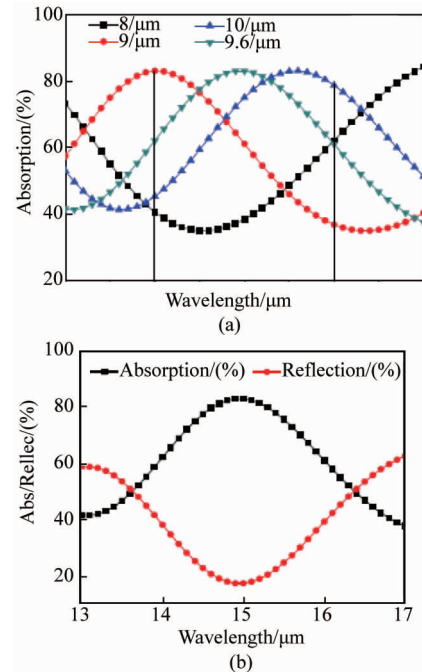 8/μm 10/μm
9/μm 9.6/μm
Absorption/(%)
100
80
60
40
20
Wavelength/μm
(a)
Absorption/(%) Reflection/(%)
Abs/Rellec/(%)
80
60
40
20
13 14 15 16 17
Wavelength/μm
(b)